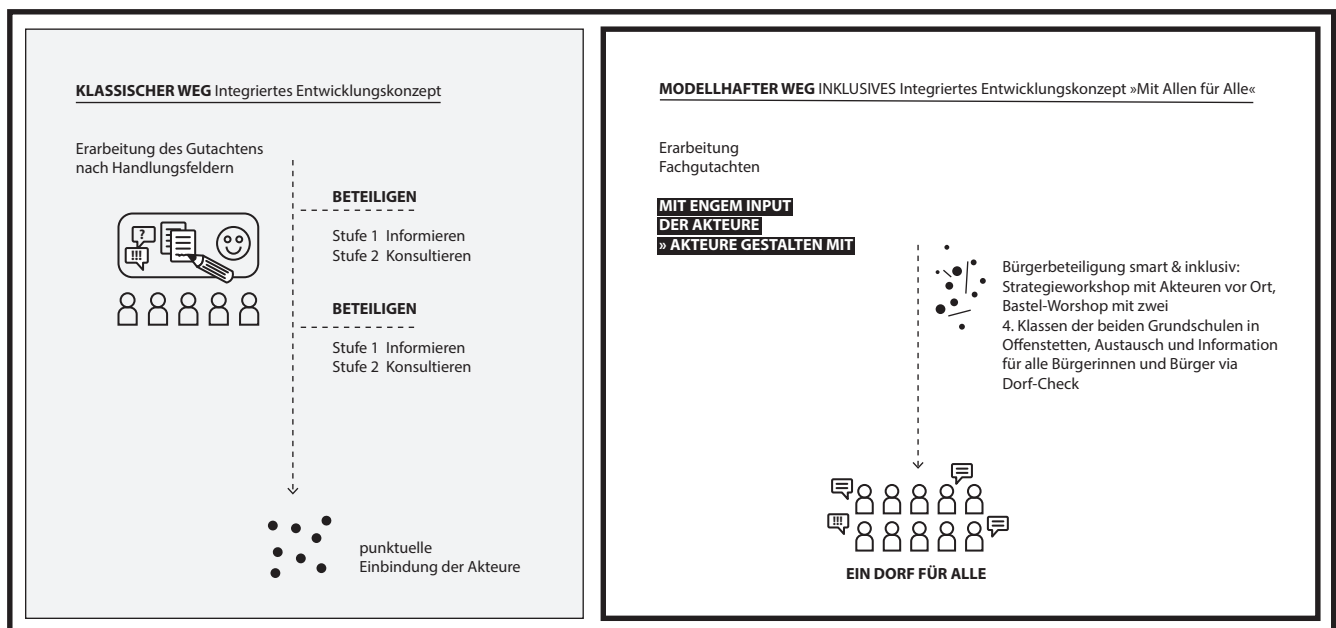 KLASSISCHER WEG Integriertes Entwicklungskonzept
Erarbeitung des Gutachtens
nach Handlungsfeldern
?
!!!
BETEILIGEN
Stufe 1 Informieren
Stufe 2 Konsultieren
BETEILIGEN
Stufe 1 Informieren
Stufe 2 Konsultieren
punktuelle
Einbindung der Akteure
MODELLHAFTER WEG INKLUSIVES Integriertes Entwicklungskonzept »Mit Allen für Alle«
Erarbeitung
Fachgutachten
MIT ENGEM INPUT
DER AKTEURE
» AKTEURE GESTALTEN MIT
Bürgerbeteiligung smart & inklusiv:
Strategieworkshop mit Akteuren vor Ort,
Bastel-Worshop mit zwei
4. Klassen der beiden Grundschulen in
Offenstetten, Austausch und Information
für alle Bürgerinnen und Bürger via
Dorf-Check
!!!
EIN DORF FÜR ALLE